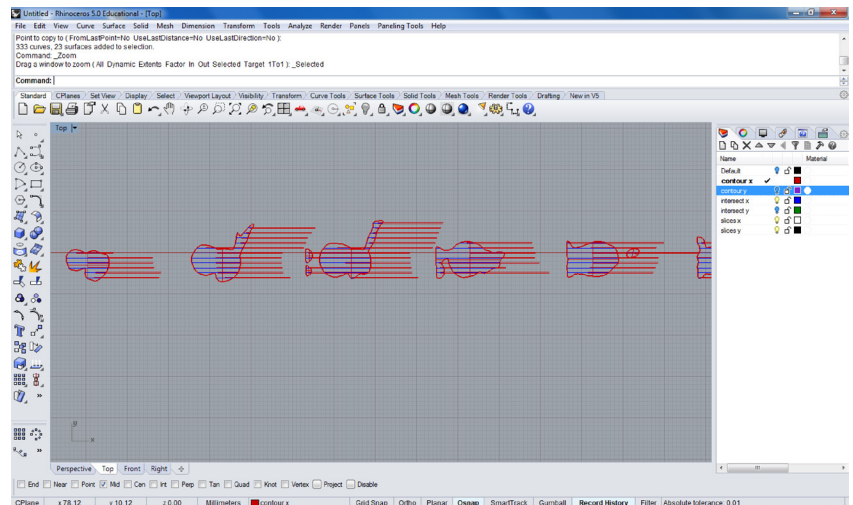 Untitled - Rhinoceros 5.0 Educational - [Top]
File Edit View Curve Surface Solid Mesh Dimension Transform Tools Analyze Render Panels Paneling Tools Help
Point to copy to ( FromLastPoint=No UseLastDistance=No UseLastDirection=No ):
333 curves, 23 surfaces added to selection.
Command: _Zoom
Drag a window to zoom ( All Dynamic Extents Factor In Out Selected Target 1To1 ): _Selected
Command:
Standard CPlanes Set View Display Select Viewport Layout Visibility Transform Curve Tools Surface Tools Solid Tools Mesh Tools Render Tools Drafting New in V5
Top
Name Material
Default
contour x
contour y
intersect x
intersect y
slices x
slices y
y
x
Perspective Top Front Right
End Near Point Mid Cen Int Perp Tan Quad Knot Vertex Project Disable
CPlane x 78.12 y 10.12 z 0.00 Millimeters contour x Grid Snap Ortho Planar Osnap SmartTrack Gumball Record History Filter Absolute tolerance: 0.01